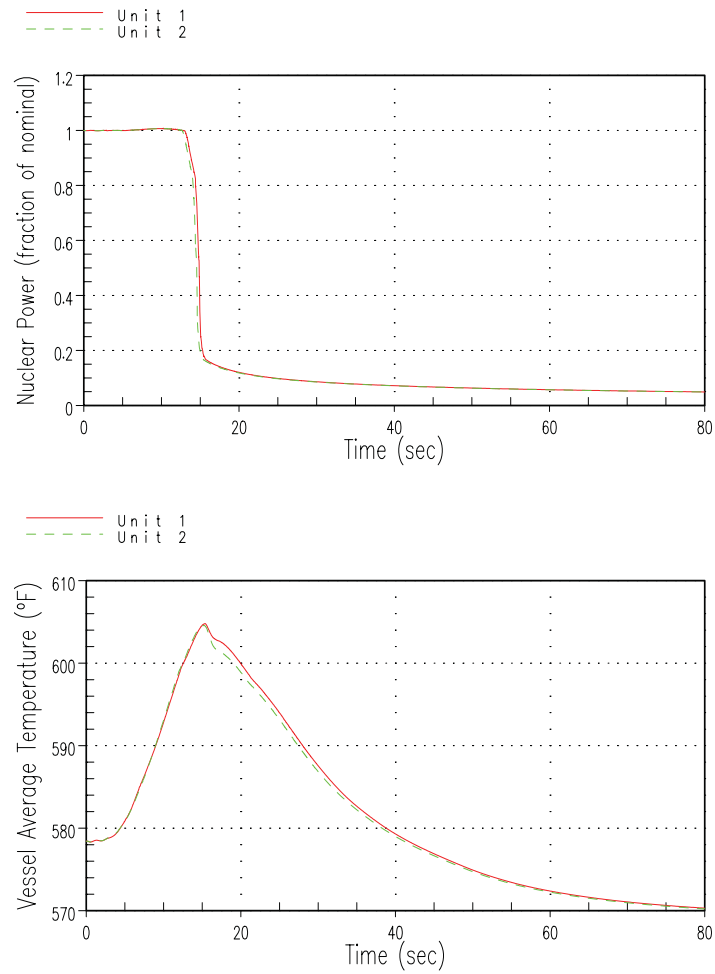 Unit 1
Unit 2
1.2
1
0.8
0.6
0.4
0.2
0
Nuclear Power (fraction of nominal)
0 20 40 60 80
Time (sec)
Unit 1
Unit 2
610
600
590
580
570
Vessel Average Temperature (°F)
0 20 40 60 80
Time (sec)